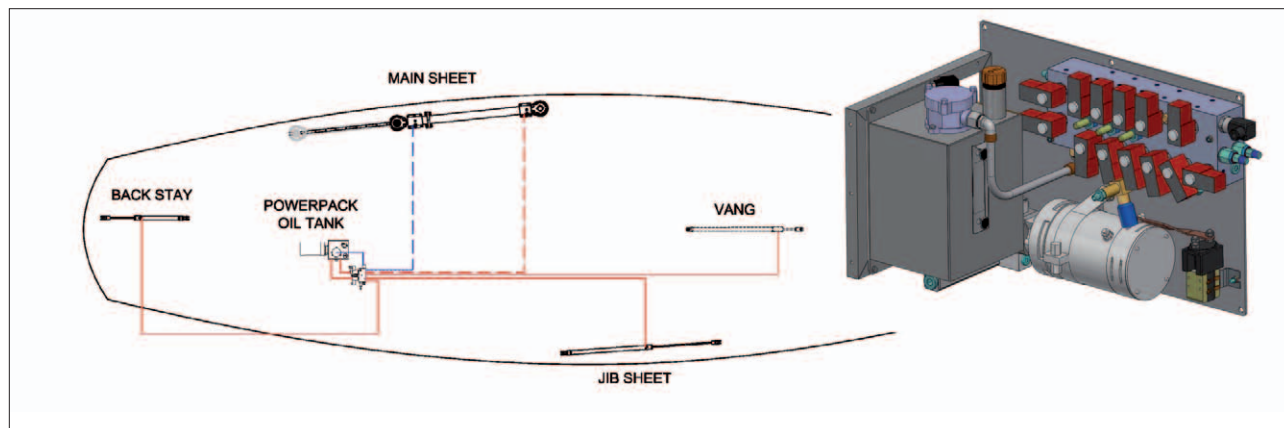 MAIN SHEET
BACK STAY
POWERPACK
OIL TANK
VANG
JIB SHEET